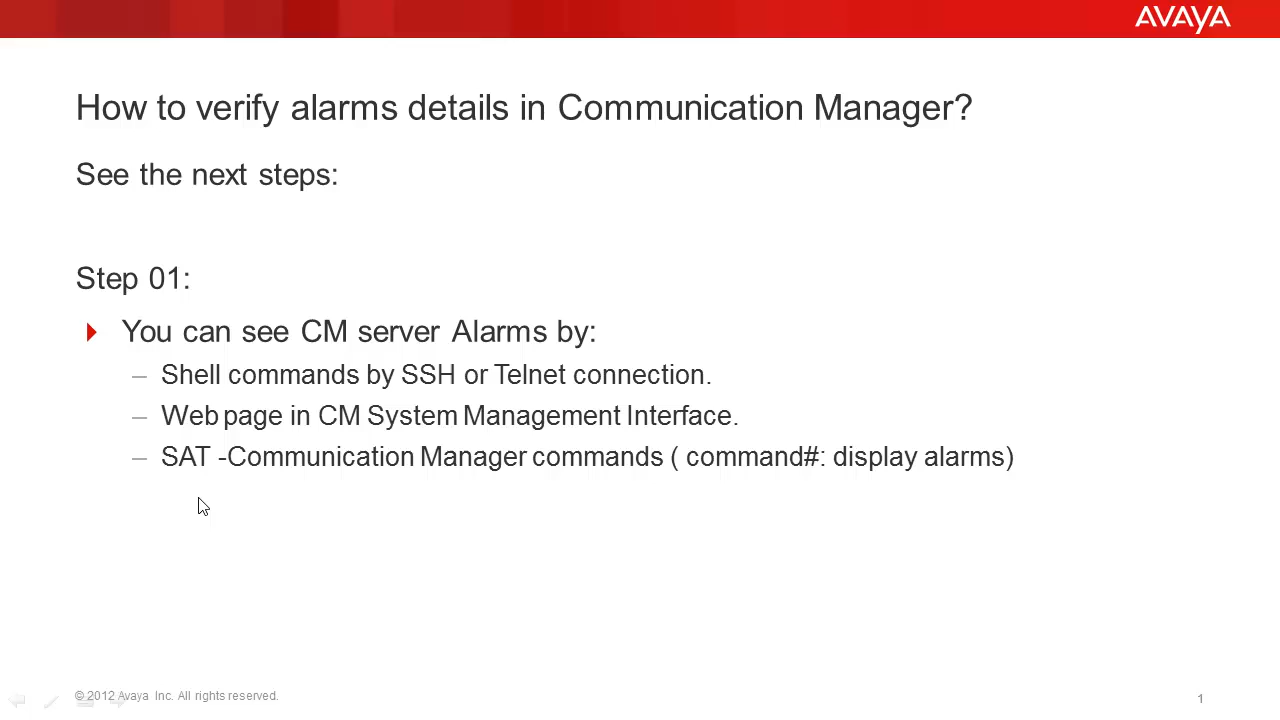 AVAYA
How to verify alarms details in Communication Manager?
See the next steps:
Step 01:
You can see CM server Alarms by:
– Shell commands by SSH or Telnet connection.
– Web page in CM System Management Interface.
– SAT -Communication Manager commands ( command#: display alarms)
© 2012 Avaya Inc. All rights reserved.
1